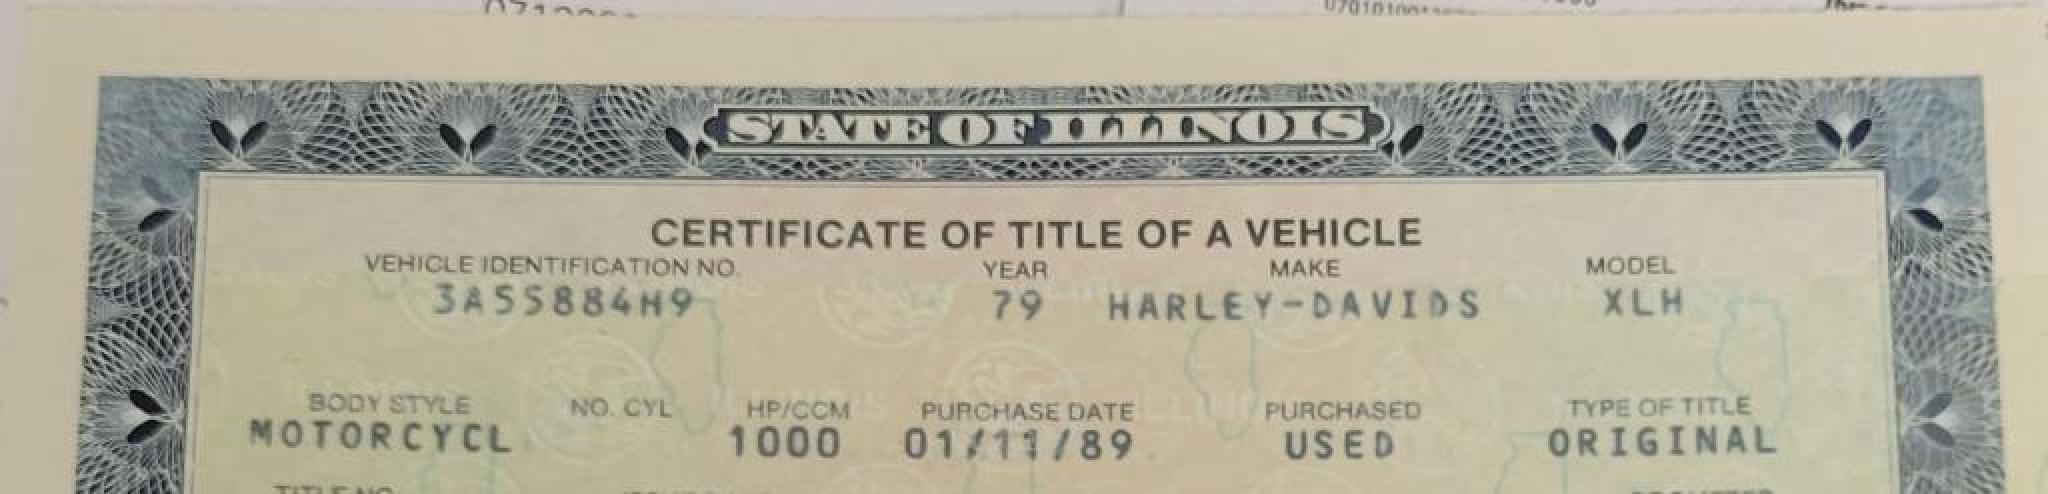 STATE OF ILLINOIS
CERTIFICATE OF TITLE OF A VEHICLE
VEHICLE IDENTIFICATION NO. YEAR MAKE MODEL
3A55884H9 79 HARLEY-DAVIDS XLH
BODY STYLE NO. CYL HP/CCM PURCHASE DATE PURCHASED TYPE OF TITLE
MOTORCYCL 1000 01/11/89 USED ORIGINAL
TITLE NO.